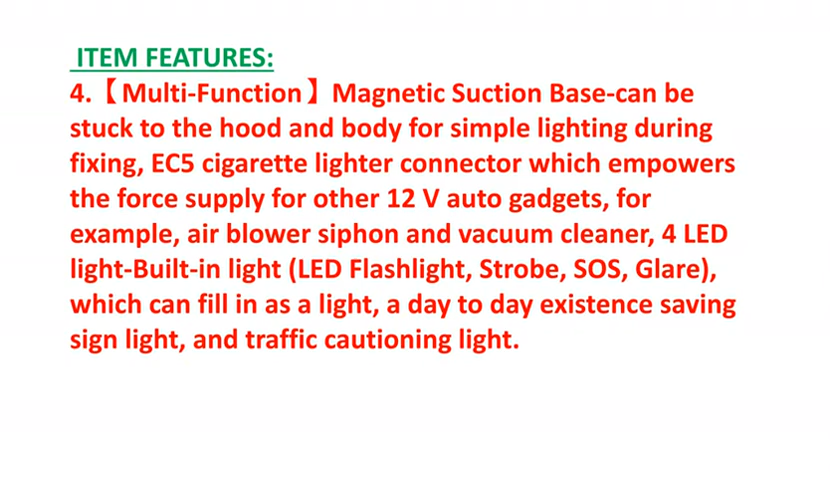 ITEM FEATURES:
4.【Multi-Function】Magnetic Suction Base-can be
stuck to the hood and body for simple lighting during
fixing, EC5 cigarette lighter connector which empowers
the force supply for other 12 V auto gadgets, for
example, air blower siphon and vacuum cleaner, 4 LED
light-Built-in light (LED Flashlight, Strobe, SOS, Glare),
which can fill in as a light, a day to day existence saving
sign light, and traffic cautioning light.